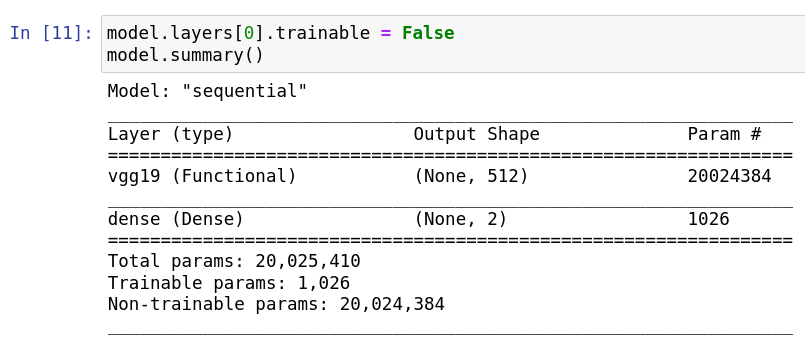 In [11]: model.layers[0].trainable = False
model.summary()
Model: "sequential"
_________________________________________________________________
Layer (type)                 Output Shape              Param #
=================================================================
vgg19 (Functional)           (None, 512)               20024384
_________________________________________________________________
dense (Dense)                (None, 2)                 1026
=================================================================
Total params: 20,025,410
Trainable params: 1,026
Non-trainable params: 20,024,384
_________________________________________________________________